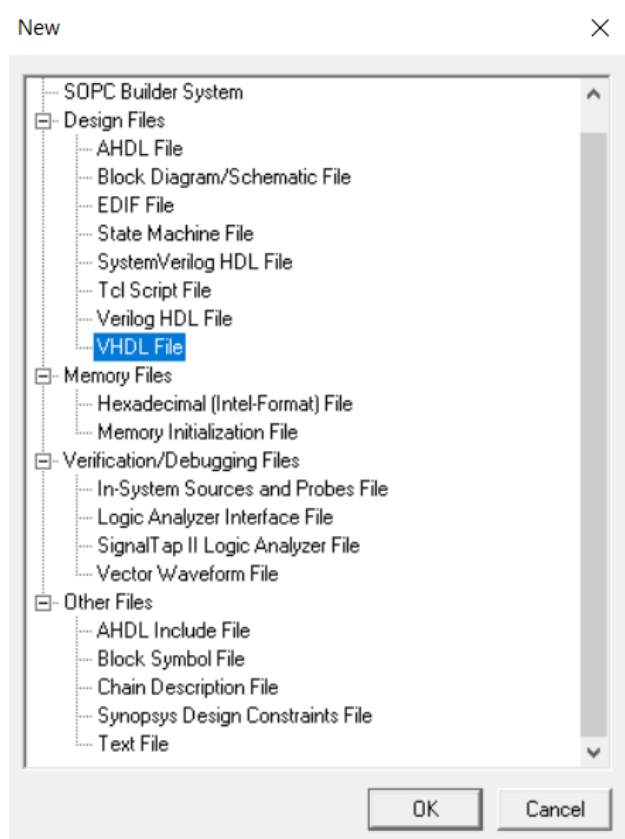 New
SOPC Builder System
Design Files
AHDL File
Block Diagram/Schematic File
EDIF File
State Machine File
SystemVerilog HDL File
Tcl Script File
Verilog HDL File
VHDL File
Memory Files
Hexadecimal (Intel-Format) File
Memory Initialization File
Verification/Debugging Files
In-System Sources and Probes File
Logic Analyzer Interface File
SignalTap II Logic Analyzer File
Vector Waveform File
Other Files
AHDL Include File
Block Symbol File
Chain Description File
Synopsys Design Constraints File
Text File
OK Cancel